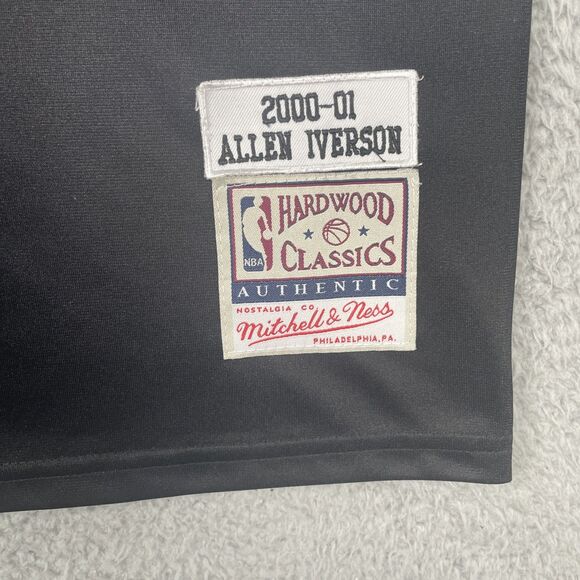 2000-01
ALLEN IVERSON
NBA
HARDWOOD
CLASSICS
AUTHENTIC
NOSTALGIA CO.
Mitchell & Ness
PHILADELPHIA, PA.